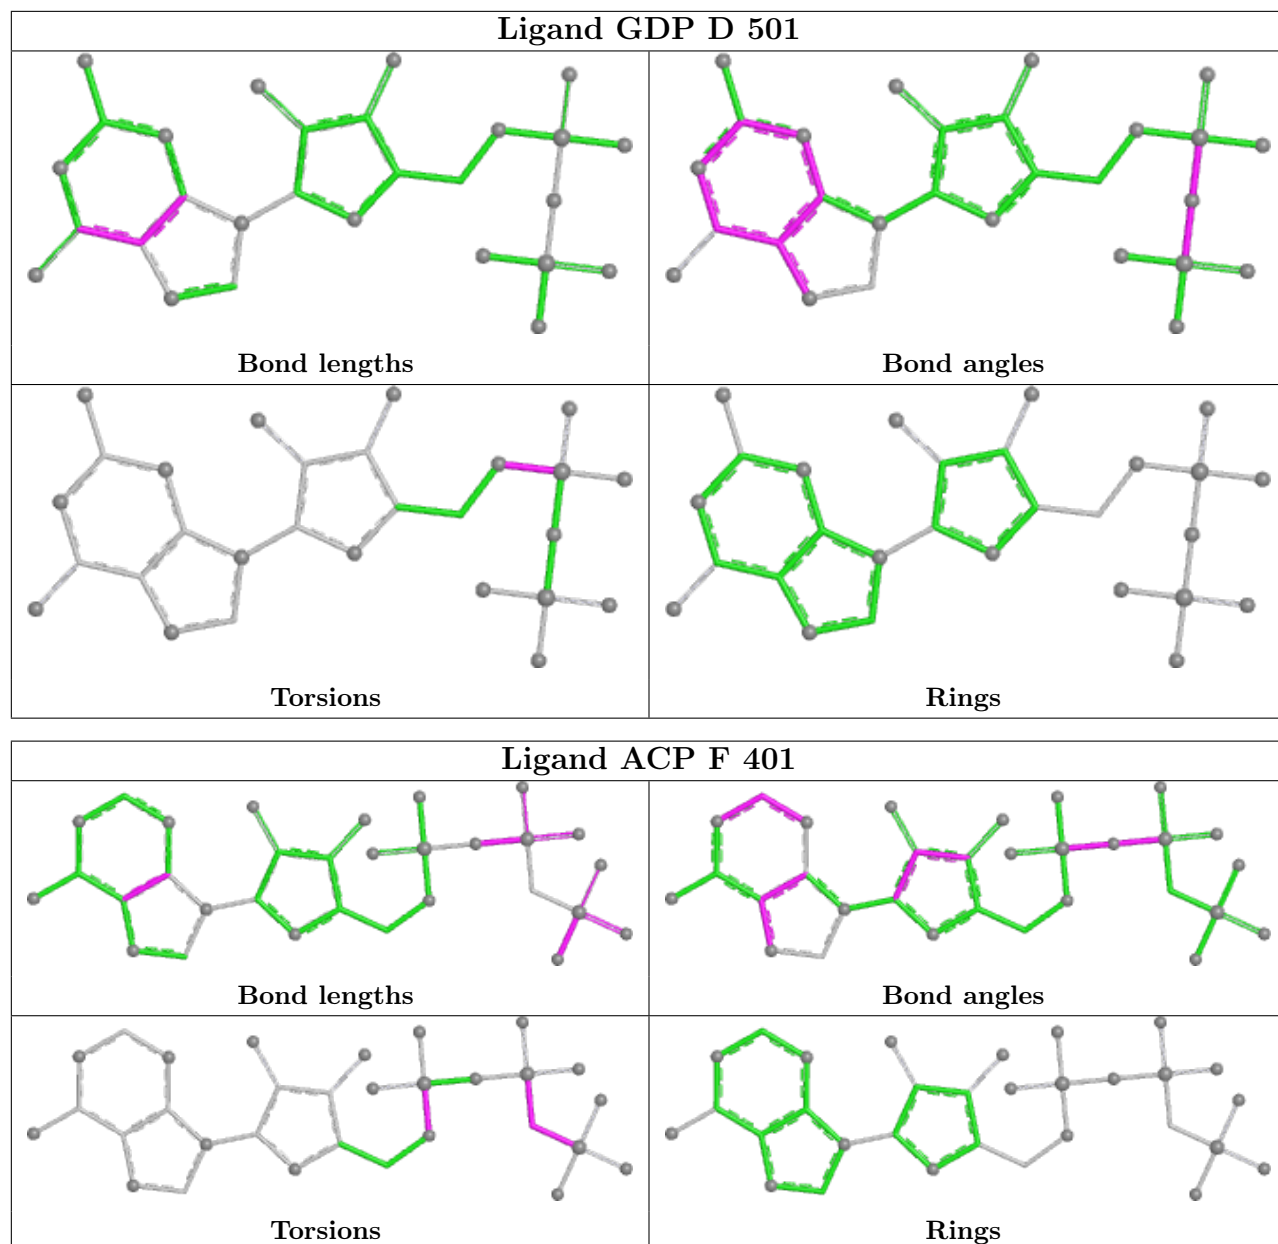 Ligand GDP D 501
Bond lengths
Bond angles
Torsions
Rings
Ligand ACP F 401
Bond lengths
Bond angles
Torsions
Rings